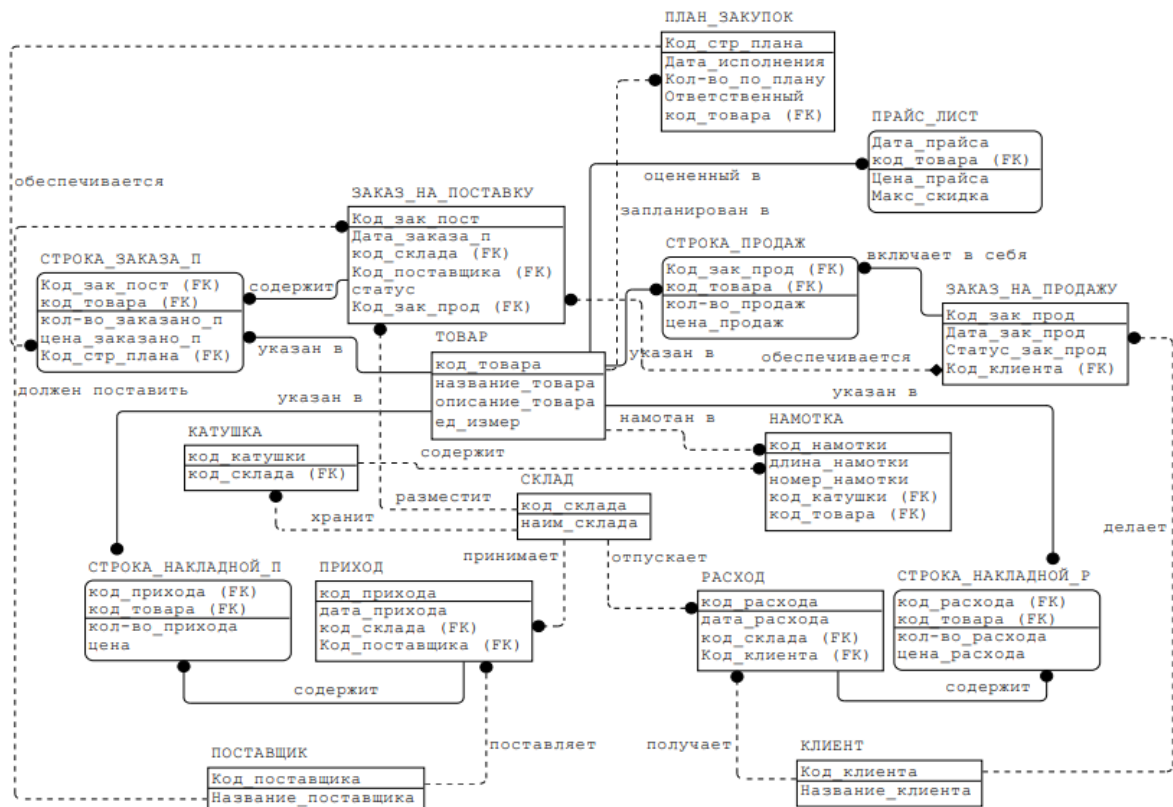 ПЛАН_ЗАКУПОК
Код_стр_плана
Дата_исполнения
Кол-во_по_плану
Ответственный
код_товара (FK)
ПРАЙС_ЛИСТ
Дата_прайса
код_товара (FK)
Цена_прайса
Макс_скидка
обеспечивается
оцененный в
запланирован в
ЗАКАЗ_НА_ПОСТАВКУ
Код_зак_пост
Дата_заказа_п
код_склада (FK)
Код_поставщика (FK)
статус
Код_зак_прод (FK)
СТРОКА_ПРОДАЖ
Код_зак_прод (FK)
код_товара (FK)
кол-во_продаж
цена_продаж
включает в себя
СТРОКА_ЗАКАЗА_П
Код_зак_пост (FK)
код_товара (FK)
кол-во_заказано_п
цена_заказано_п
Код_стр_плана (FK)
содержит
ЗАКАЗ_НА_ПРОДАЖУ
Код_зак_прод
Дата_зак_прод
Статус_зак_прод
Код_клиента (FK)
указан в
ТОВАР
код_товара
название_товара
описание_товара
ед_измер
указан в
обеспечивается
должен поставить
указан в
указан в
намотан в
НАМОТКА
код_намотки
длина_намотки
номер_намотки
код_катушки (FK)
код_товара (FK)
КАТУШКА
код_катушки
код_склада (FK)
содержит
СКЛАД
код_склада
наим_склада
разместит
хранит
делает
принимает
отпускает
СТРОКА_НАКЛАДНОЙ_П
код_прихода (FK)
код_товара (FK)
кол-во_прихода
цена
ПРИХОД
код_прихода
дата_прихода
код_склада (FK)
Код_поставщика (FK)
РАСХОД
код_расхода
дата_расхода
код_склада (FK)
Код_клиента (FK)
СТРОКА_НАКЛАДНОЙ_Р
код_расхода (FK)
код_товара (FK)
кол-во_расхода
цена_расхода
содержит
содержит
поставляет
получает
ПОСТАВЩИК
Код_поставщика
Название_поставщика
КЛИЕНТ
Код_клиента
Название_клиента